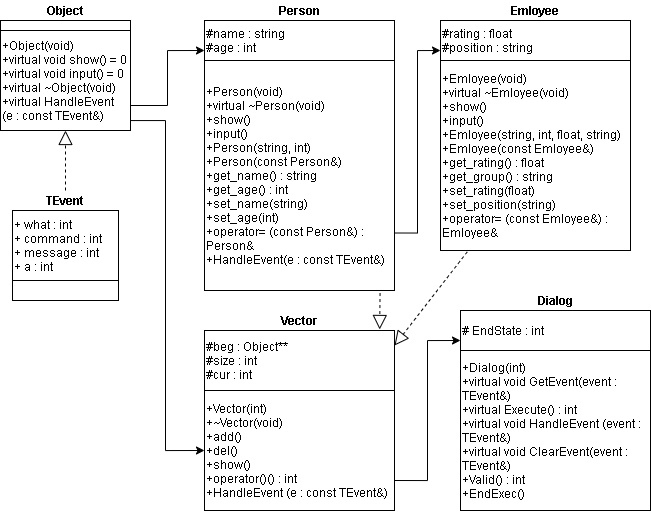 Object
+Object(void)
+virtual void show() = 0
+virtual void input() = 0
+virtual ~Object(void)
+virtual HandleEvent
(e : const TEvent&)
TEvent
+ what : int
+ command : int
+ message : int
+ a : int
Person
#name : string
#age : int
+Person(void)
+virtual ~Person(void)
+show()
+input()
+Person(string, int)
+Person(const Person&)
+get_name() : string
+get_age() : int
+set_name(string)
+set_age(int)
+operator= (const Person&) :
Person&
+HandleEvent(e : const TEvent&)
Emloyee
#rating : float
#position : string
+Emloyee(void)
+virtual ~Emloyee(void)
+show()
+input()
+Emloyee(string, int, float, string)
+Emloyee(const Emloyee&)
+get_rating() : float
+get_group() : string
+set_rating(float)
+set_position(string)
+operator= (const Emloyee&) :
Emloyee&
Vector
#beg : Object**
#size : int
#cur : int
+Vector(int)
+~Vector(void)
+add()
+del()
+show()
+operator()() : int
+HandleEvent (e : const TEvent&)
Dialog
# EndState : int
+Dialog(int)
+virtual void GetEvent(event :
TEvent&)
+virtual Execute() : int
+virtual void HandleEvent (event :
TEvent&)
+virtual void ClearEvent(event :
TEvent&)
+Valid() : int
+EndExec()